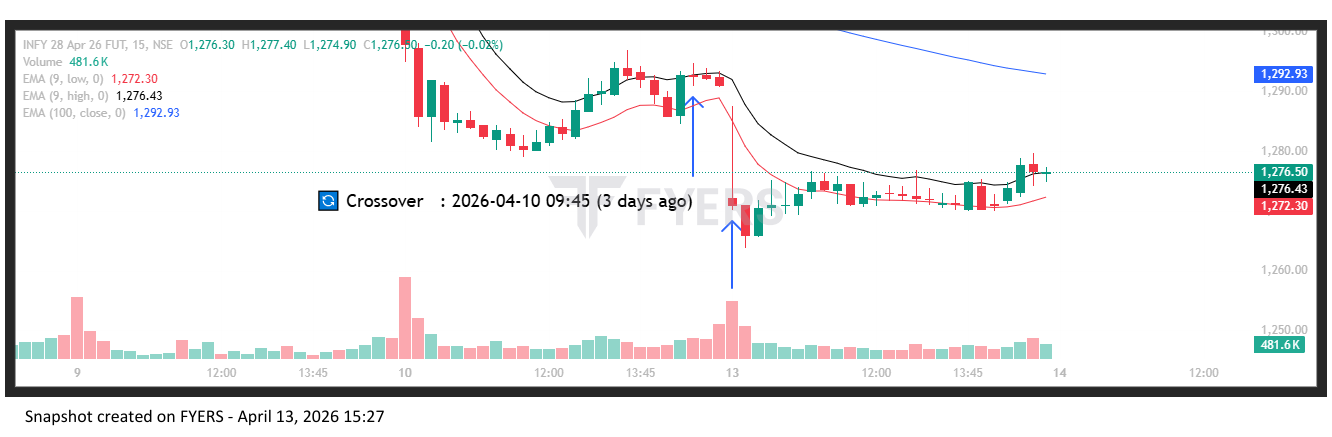 1,300.00
INFY 28 Apr 26 FUT, 15, NSE O1,276.30 H1,277.40 L1,274.90 C1,276.50 −0.20 (−0.02%)
Volume 481.6 K
EMA (9, low, 0) 1,272.30
EMA (9, high, 0) 1,276.43
EMA (100, close, 0) 1,292.93
1,292.93
1,290.00
1,280.00
1,276.50
1,276.43
1,272.30
Crossover : 2026-04-10 09:45 (3 days ago)
FYERS
1,260.00
1,250.00
481.6 K
9 12:00 13:45 10 12:00 13:45 13 12:00 13:45 14 12:00
Snapshot created on FYERS - April 13, 2026 15:27